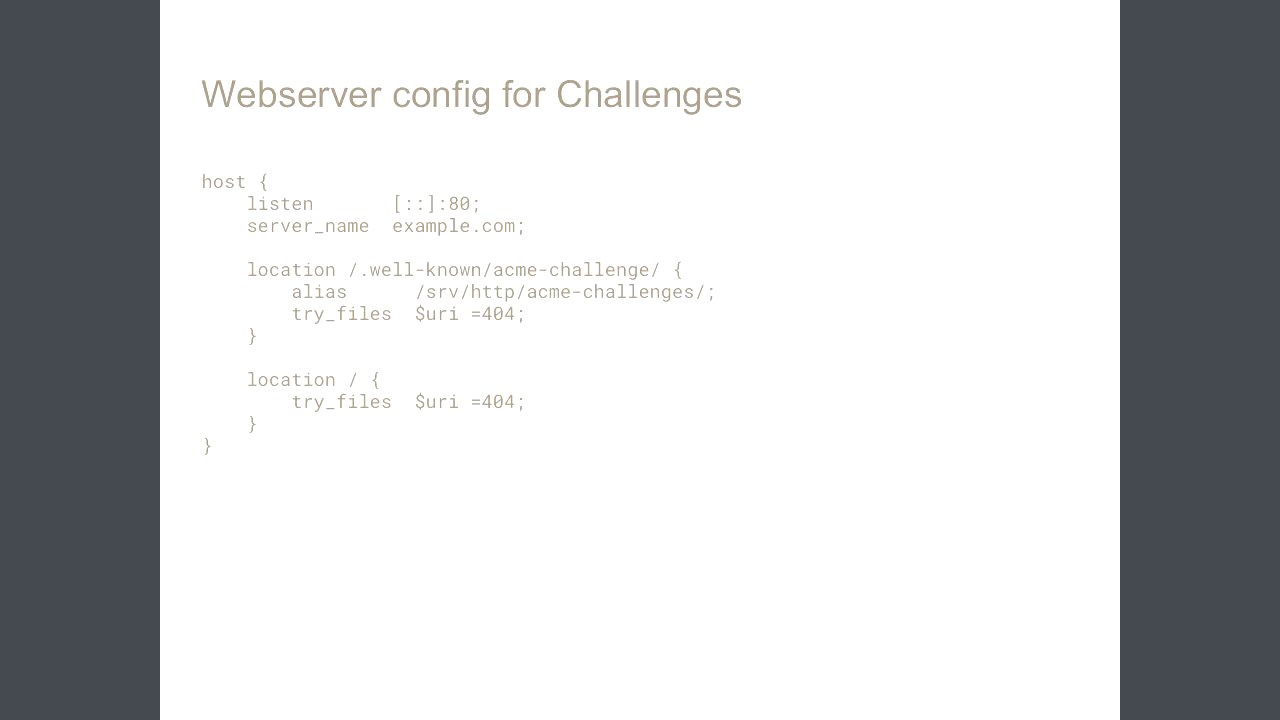 Webserver config for Challenges
host {
    listen       [::]:80;
    server_name  example.com;

    location /.well-known/acme-challenge/ {
        alias      /srv/http/acme-challenges/;
        try_files  $uri =404;
    }

    location / {
        try_files  $uri =404;
    }
}